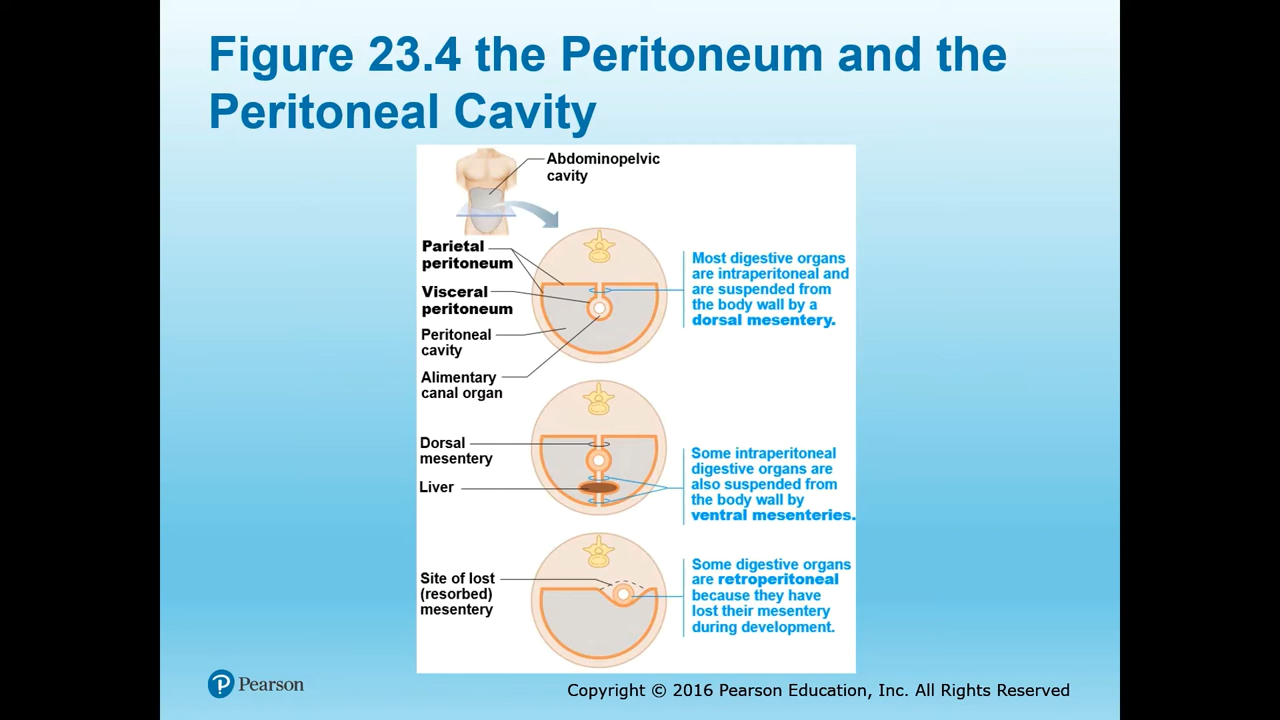 Figure 23.4 the Peritoneum and the
Peritoneal Cavity
Abdominopelvic
cavity
Parietal
peritoneum
Visceral
peritoneum
Peritoneal
cavity
Alimentary
canal organ
Most digestive organs
are intraperitoneal and
are suspended from
the body wall by a
dorsal mesentery.
Dorsal
mesentery
Liver
Some intraperitoneal
digestive organs are
also suspended from
the body wall by
ventral mesenteries.
Site of lost
(resorbed)
mesentery
Some digestive organs
are retroperitoneal
because they have
lost their mesentery
during development.
Pearson
Copyright © 2016 Pearson Education, Inc. All Rights Reserved